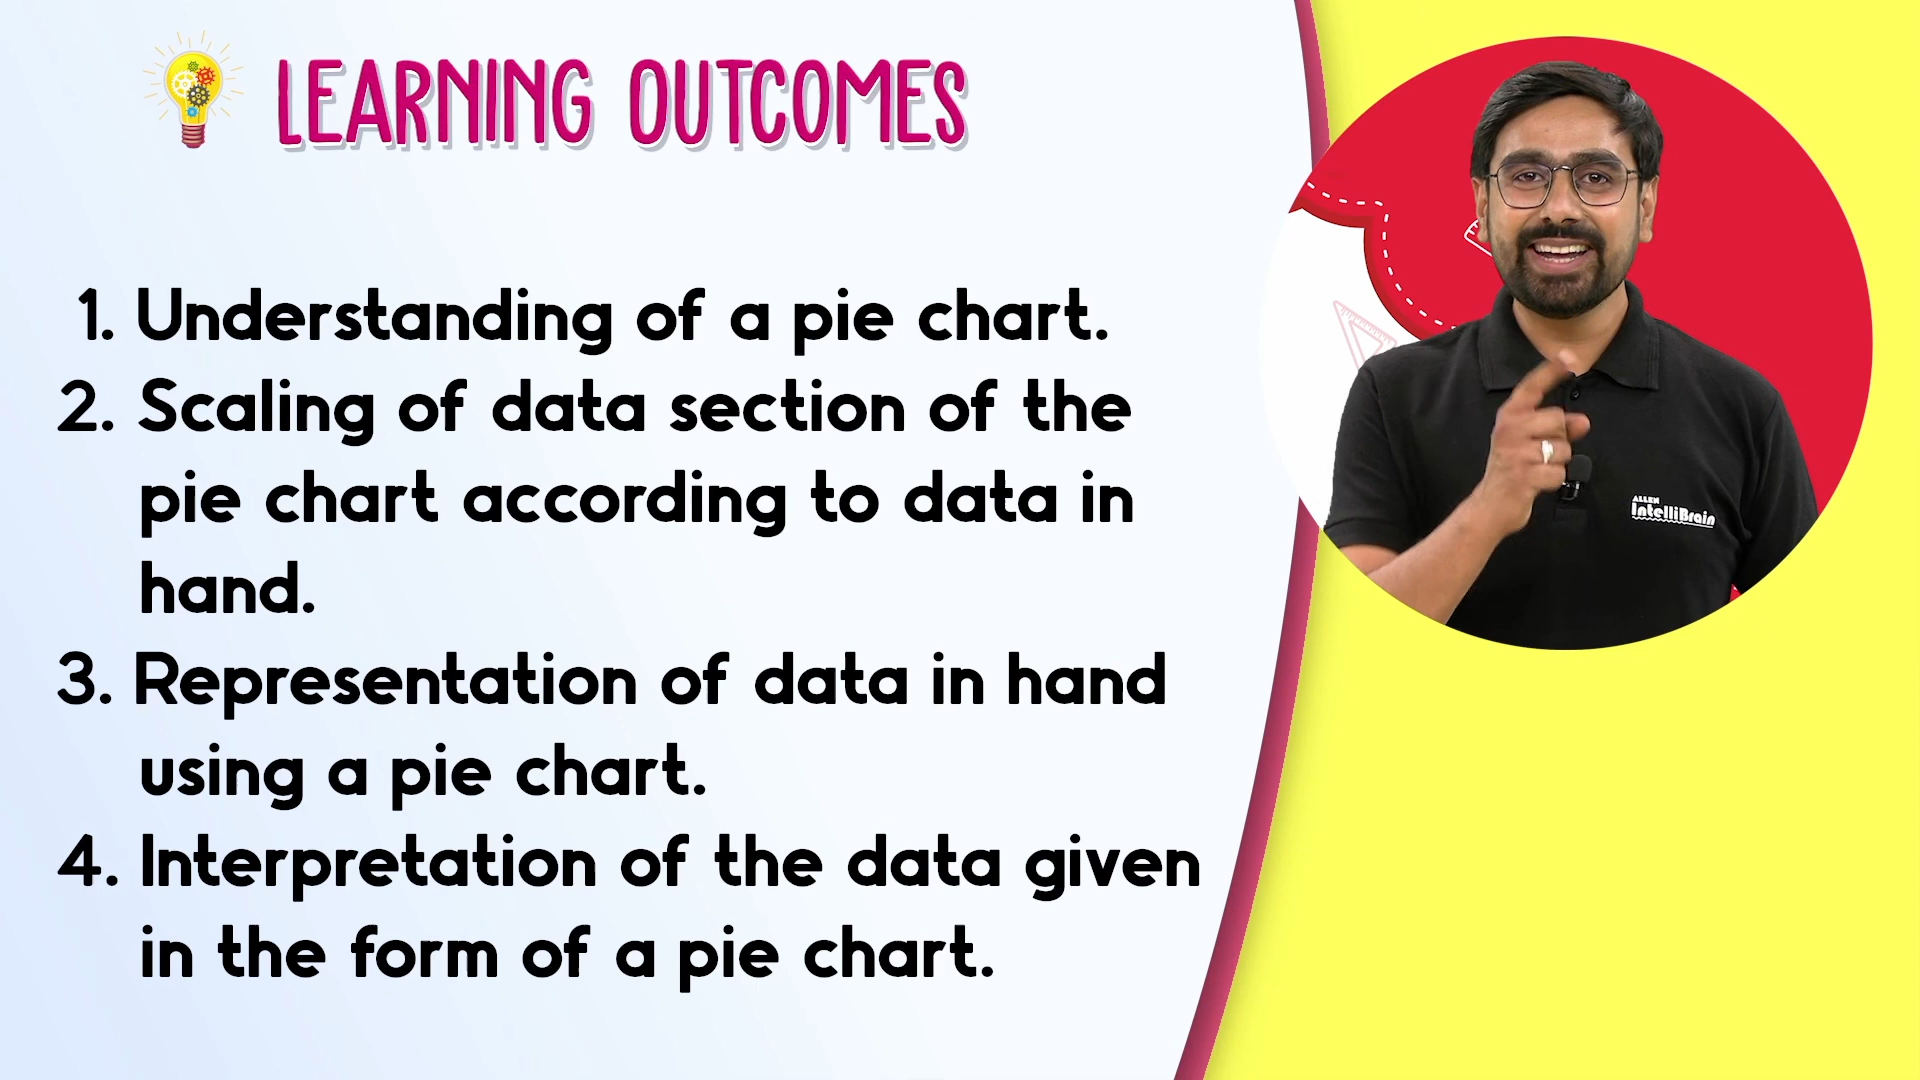 LEARNING OUTCOMES
1. Understanding of a pie chart.
2. Scaling of data section of the
pie chart according to data in
hand.
3. Representation of data in hand
using a pie chart.
4. Interpretation of the data given
in the form of a pie chart.
ALLEN
IntelliBrain